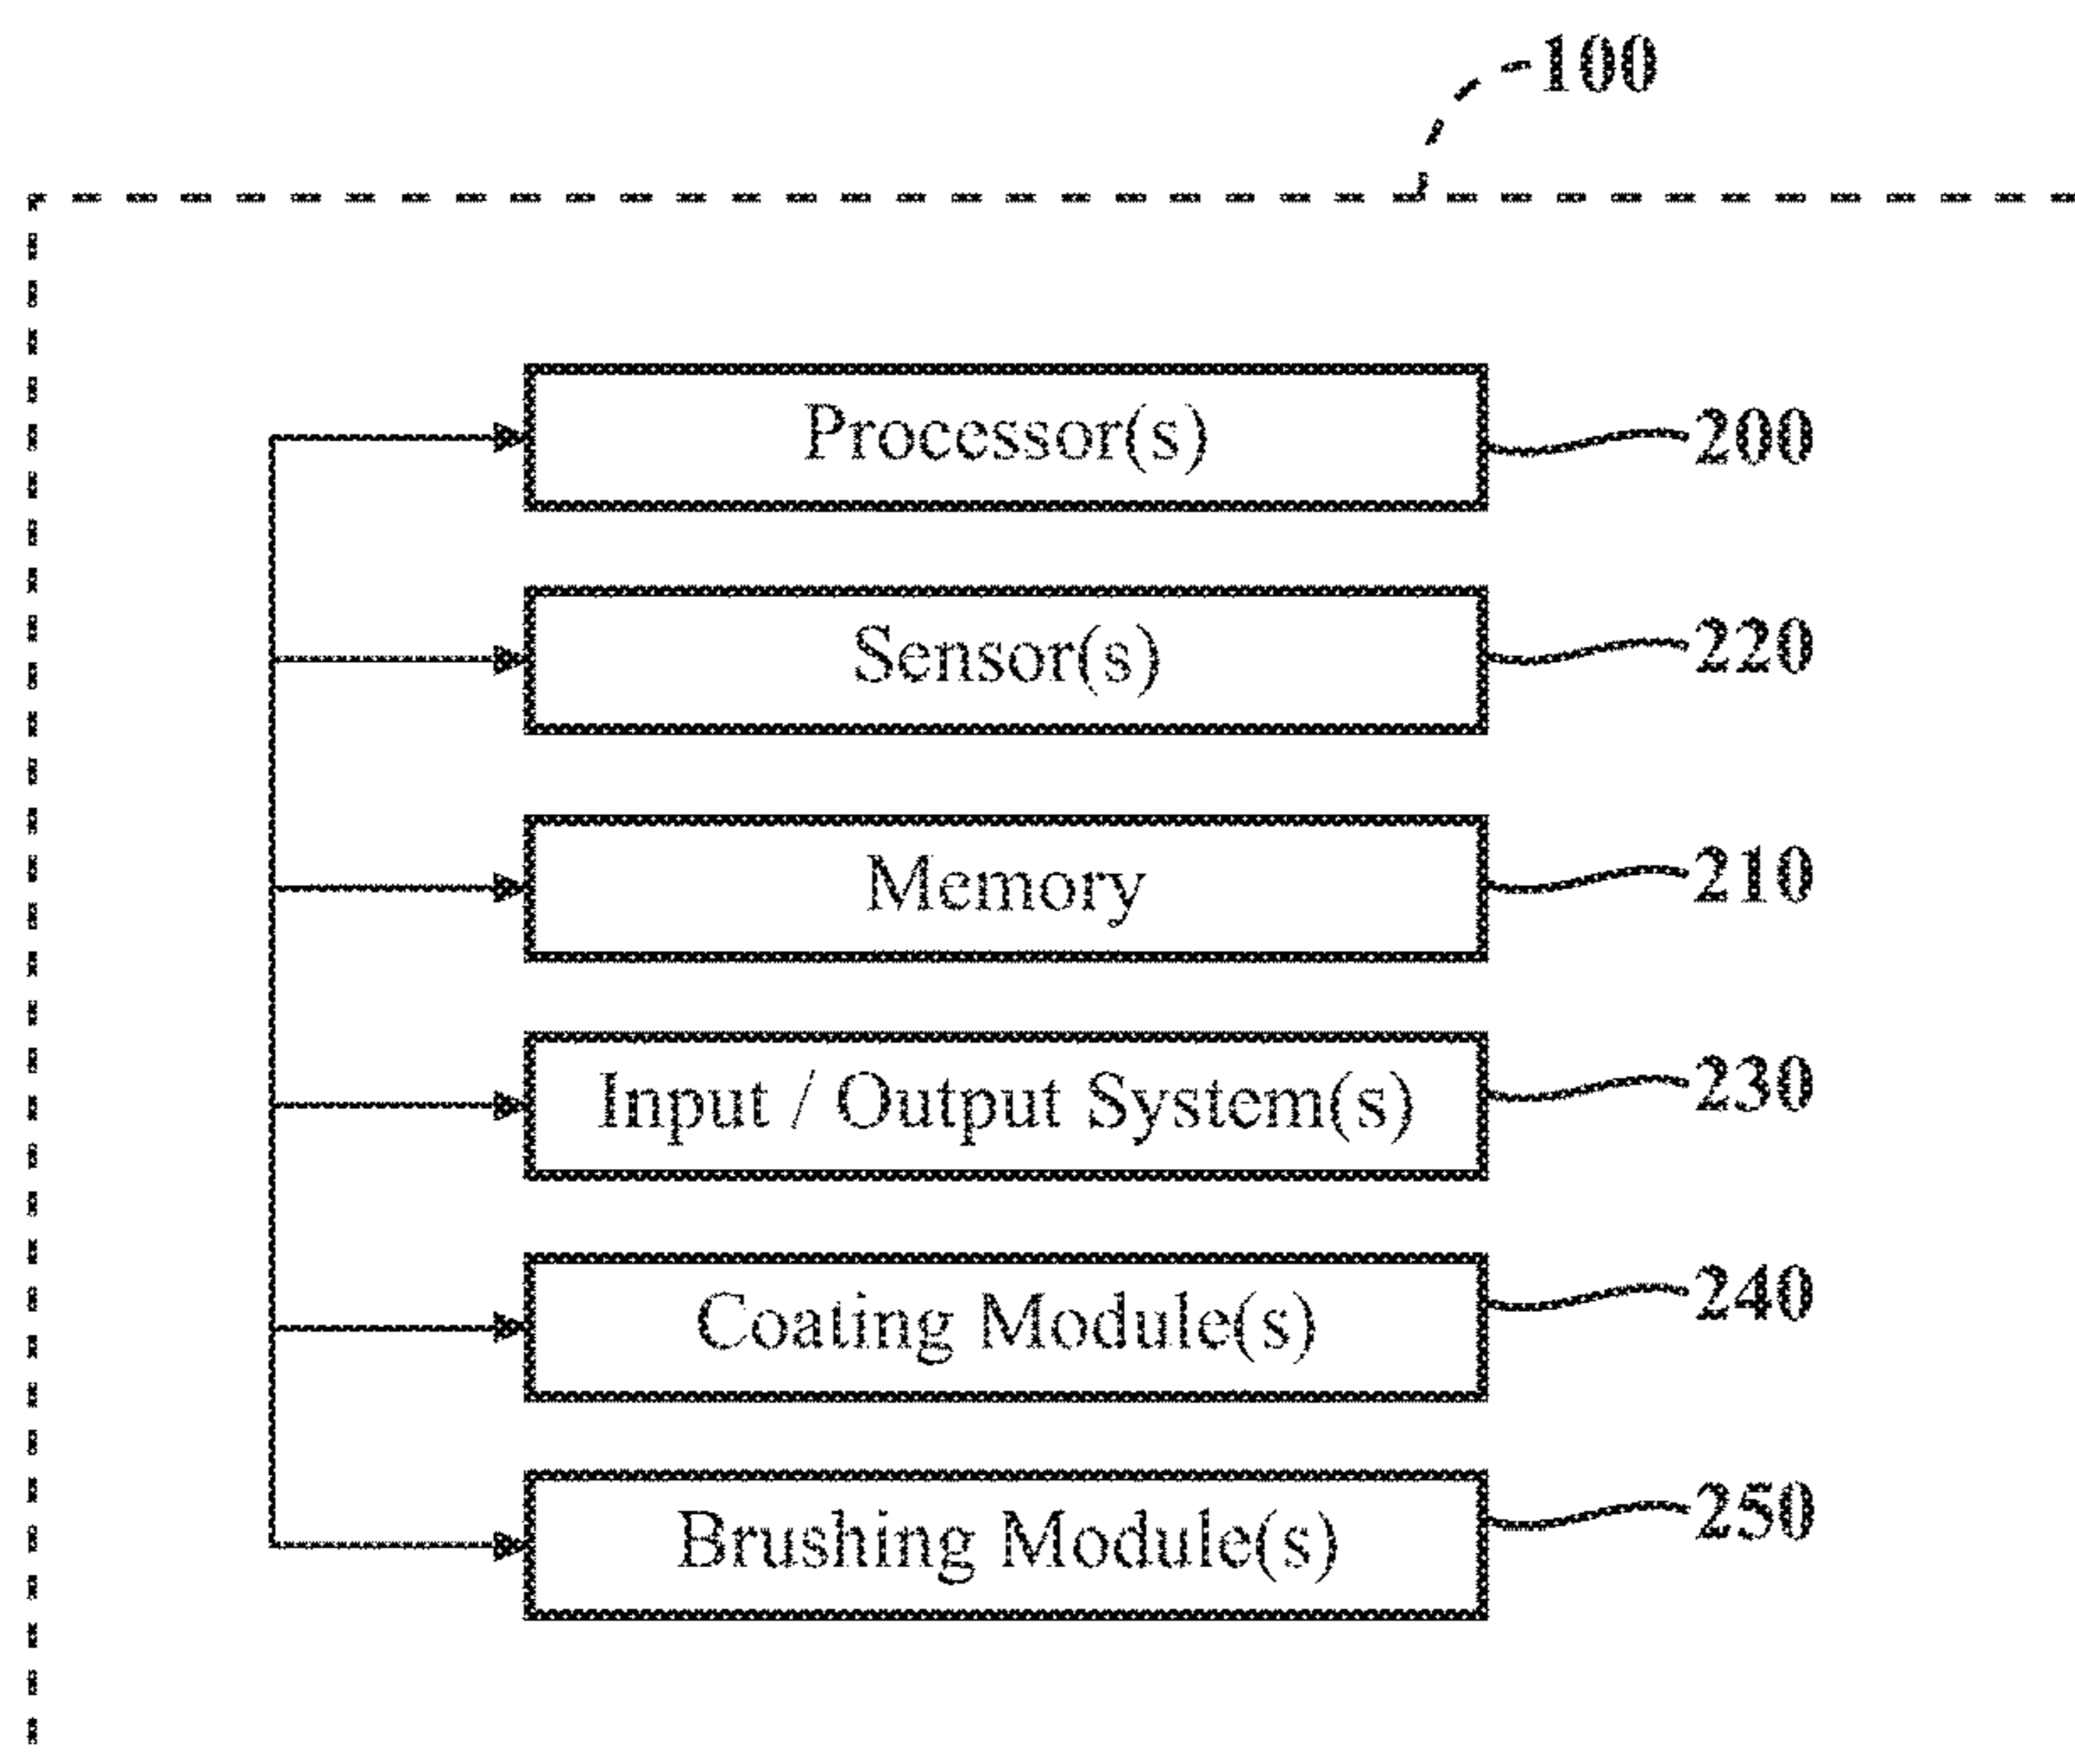 100
Processor(s) 200
Sensor(s) 220
Memory 210
Input / Output System(s) 230
Coating Module(s) 240
Brushing Module(s) 250